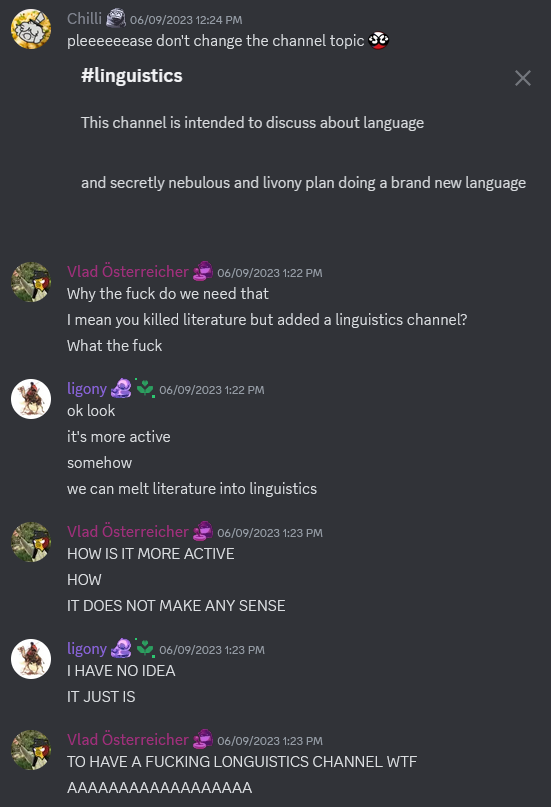 Chilli 06/09/2023 12:24 PM
pleeeeeease don't change the channel topic
#linguistics
This channel is intended to discuss about language
and secretly nebulous and livony plan doing a brand new language
Vlad Österreicher 06/09/2023 1:22 PM
Why the fuck do we need that
I mean you killed literature but added a linguistics channel?
What the fuck
ligony 06/09/2023 1:22 PM
ok look
it's more active
somehow
we can melt literature into linguistics
Vlad Österreicher 06/09/2023 1:23 PM
HOW IS IT MORE ACTIVE
HOW
IT DOES NOT MAKE ANY SENSE
ligony 06/09/2023 1:23 PM
I HAVE NO IDEA
IT JUST IS
Vlad Österreicher 06/09/2023 1:23 PM
TO HAVE A FUCKING LONGUISTICS CHANNEL WTF
AAAAAAAAAAAAAAAAAA